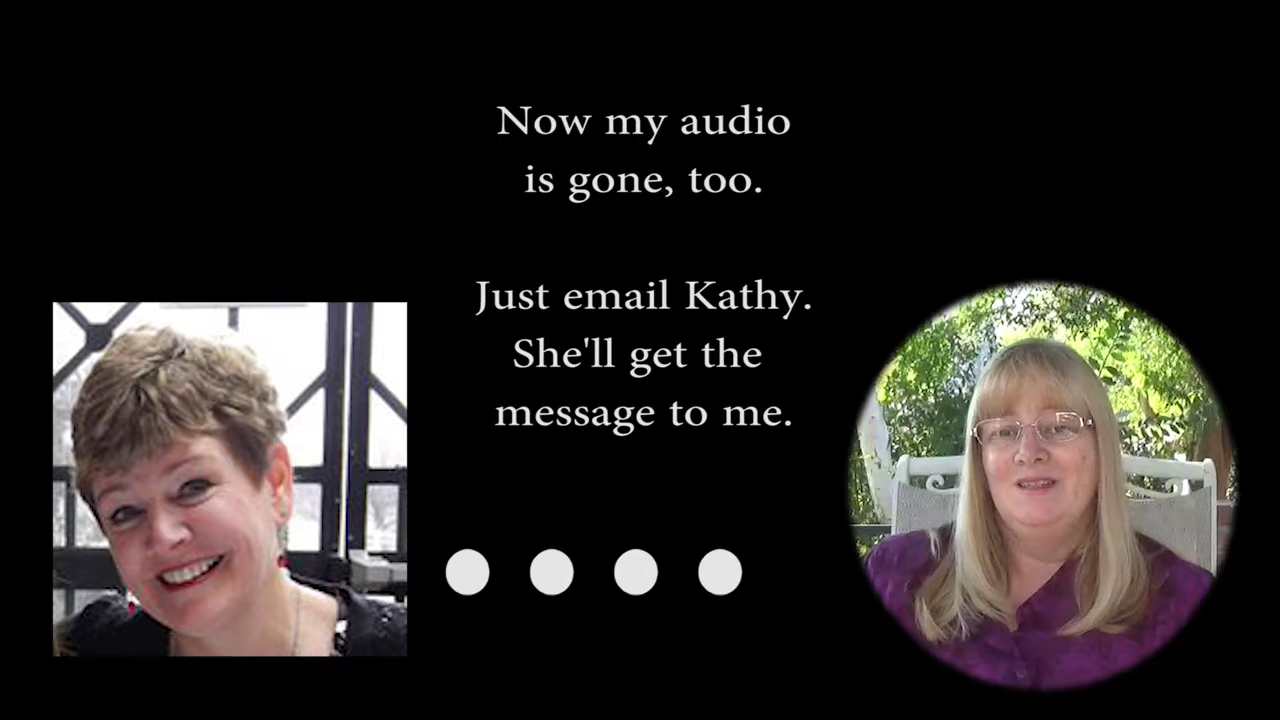 Now my audio
is gone, too.
Just email Kathy.
She'll get the
message to me.